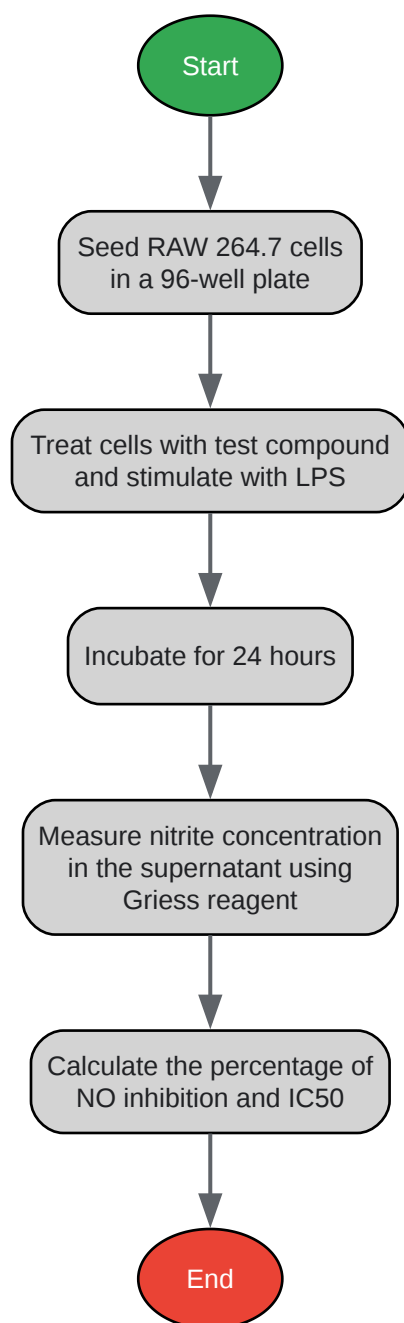 Start
Seed RAW 264.7 cells
in a 96-well plate
Treat cells with test compound
and stimulate with LPS
Incubate for 24 hours
Measure nitrite concentration
in the supernatant using
Griess reagent
Calculate the percentage of
NO inhibition and IC50
End